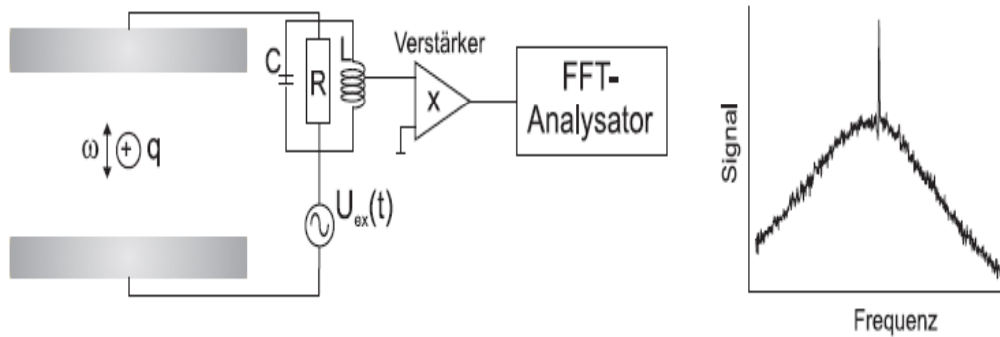 C
R
L
Verstärker
x
FFT-
Analysator
ω
+
q
U_ex(t)
Signal
Frequenz